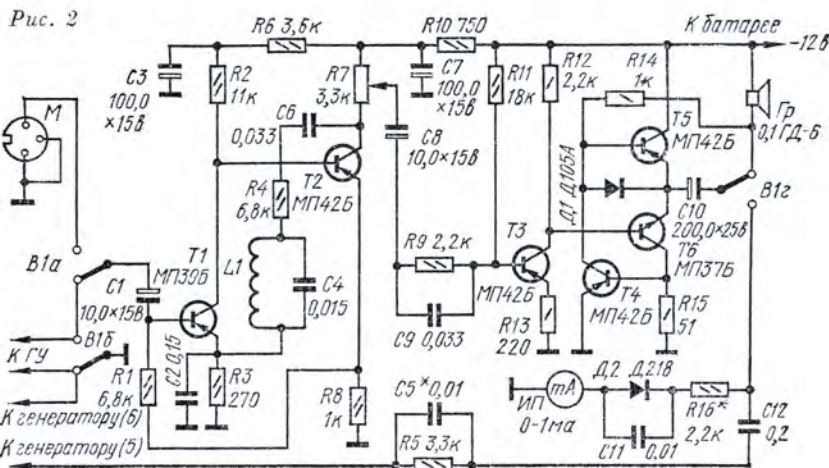 Рис. 2
R6 3,6к
R10 750
К батарее
−12в
C3
100,0
×15в
R2
11к
R7
3,3к
C7
100,0
×15в
R11
18к
R12
2,2к
R14
1к
Гр
0,1 ГД-6
M
C6
0,033
C8
10,0×15в
T5
МП42Б
T2
МП42Б
R4
6,8к
Д1 Д105А
В1г
C10
200,0×25в
T1
МП39Б
L1
C4
0,015
R9 2,2к
T3
МП42Б
T6
МП37Б
В1а
C1
10,0×15в
C9 0,033
T4
МП42Б
R15
51
К ГУ
В1б
C2 0,15
R3
270
R13
220
R1
6,8к
R8
1к
C5* 0,01
mA
ИП
0-1ма
Д2
Д218
R16*
2,2к
C12
0,2
C11
0,01
К генератору(6)
К генератору(5)
R5 3,3к